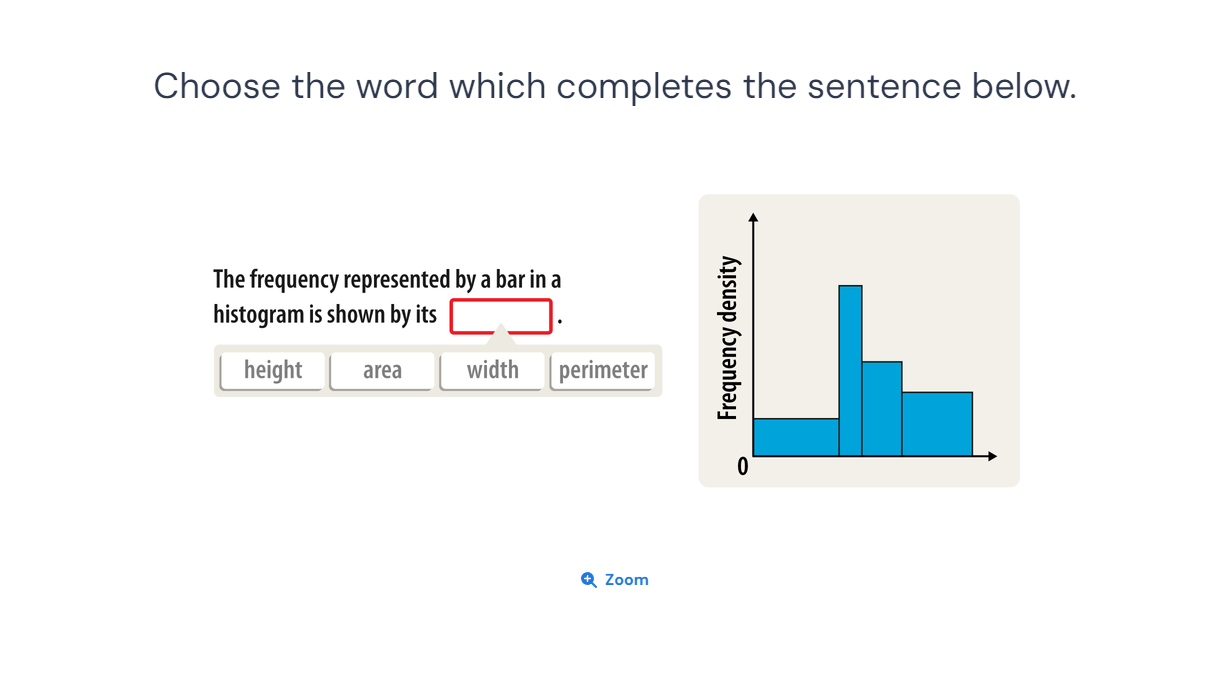 Choose the word which completes the sentence below.
The frequency represented by a bar in a
histogram is shown by its .
height area width perimeter
Frequency density
0
Zoom